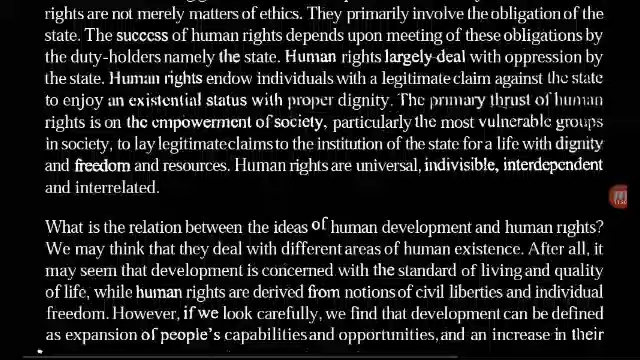 rights are not merely matters of ethics. They primarily involve the obligation of the
state. The success of human rights depends upon meeting of these obligations by
the duty-holders namely the state. Human rights largely deal with oppression by
the state. Human rights endow individuals with a legitimate claim against the state
to enjoy an existential status with proper dignity. The primary thrust of human
rights is on the empowerment of society, particularly the most vulnerable groups
in society, to lay legitimate claims to the institution of the state for a life with dignity
and freedom and resources. Human rights are universal, indivisible, interdependent
and interrelated.
What is the relation between the ideas of human development and human rights?
We may think that they deal with different areas of human existence. After all, it
may seem that development is concerned with the standard of living and quality
of life, while human rights are derived from notions of civil liberties and individual
freedom. However, if we look carefully, we find that development can be defined
as expansion of people's capabilities and opportunities, and an increase in their